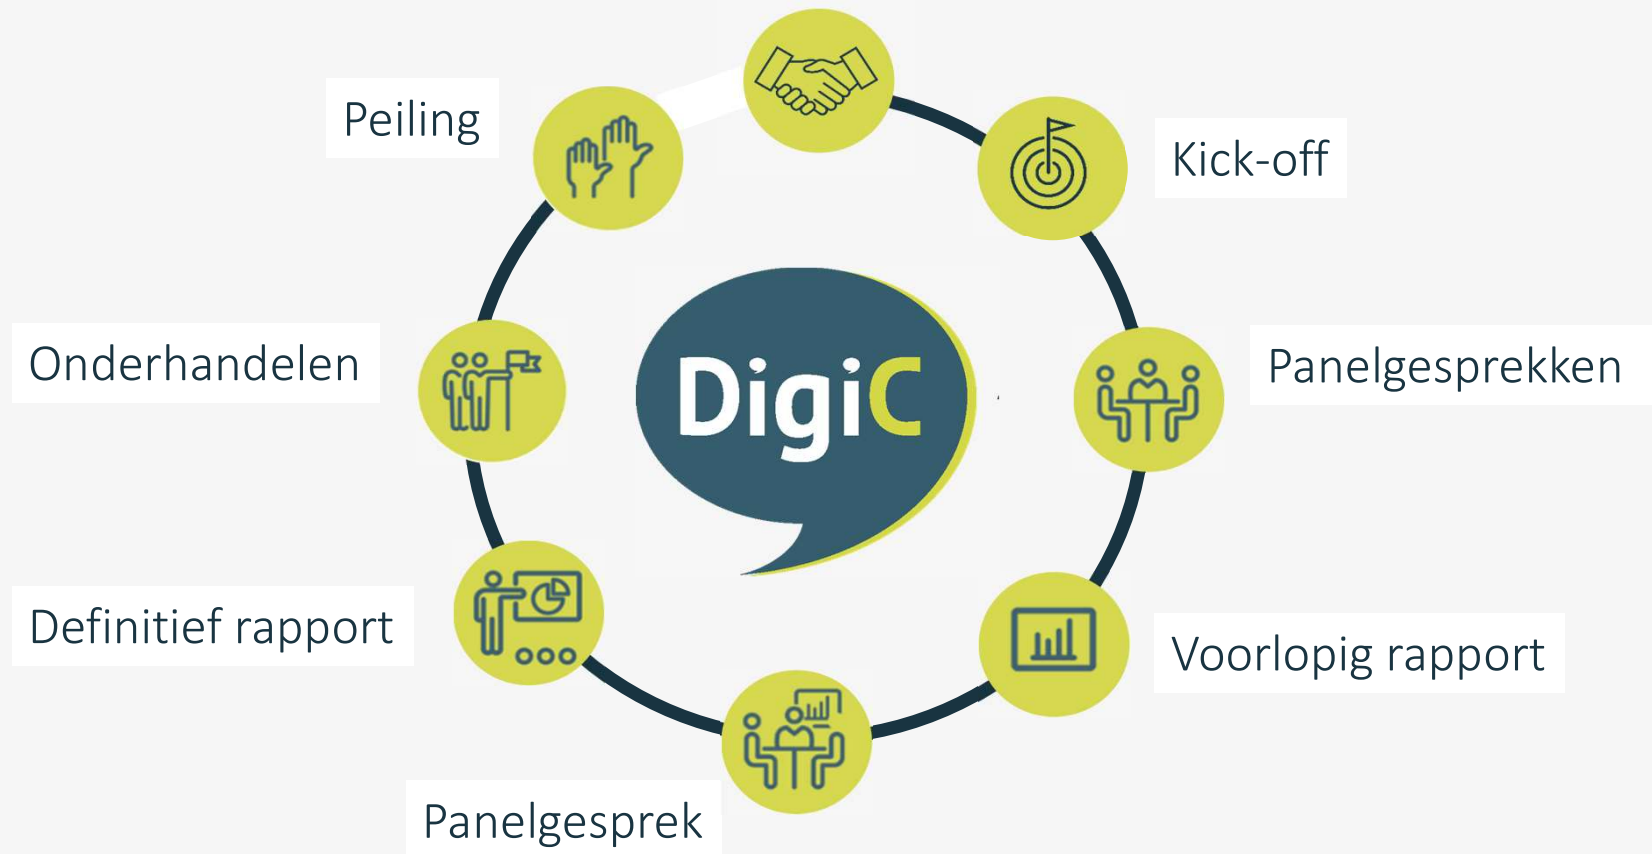 Peiling
Kick-off
Onderhandelen
Panelgesprekken
DigiC
Definitief rapport
Voorlopig rapport
Panelgesprek